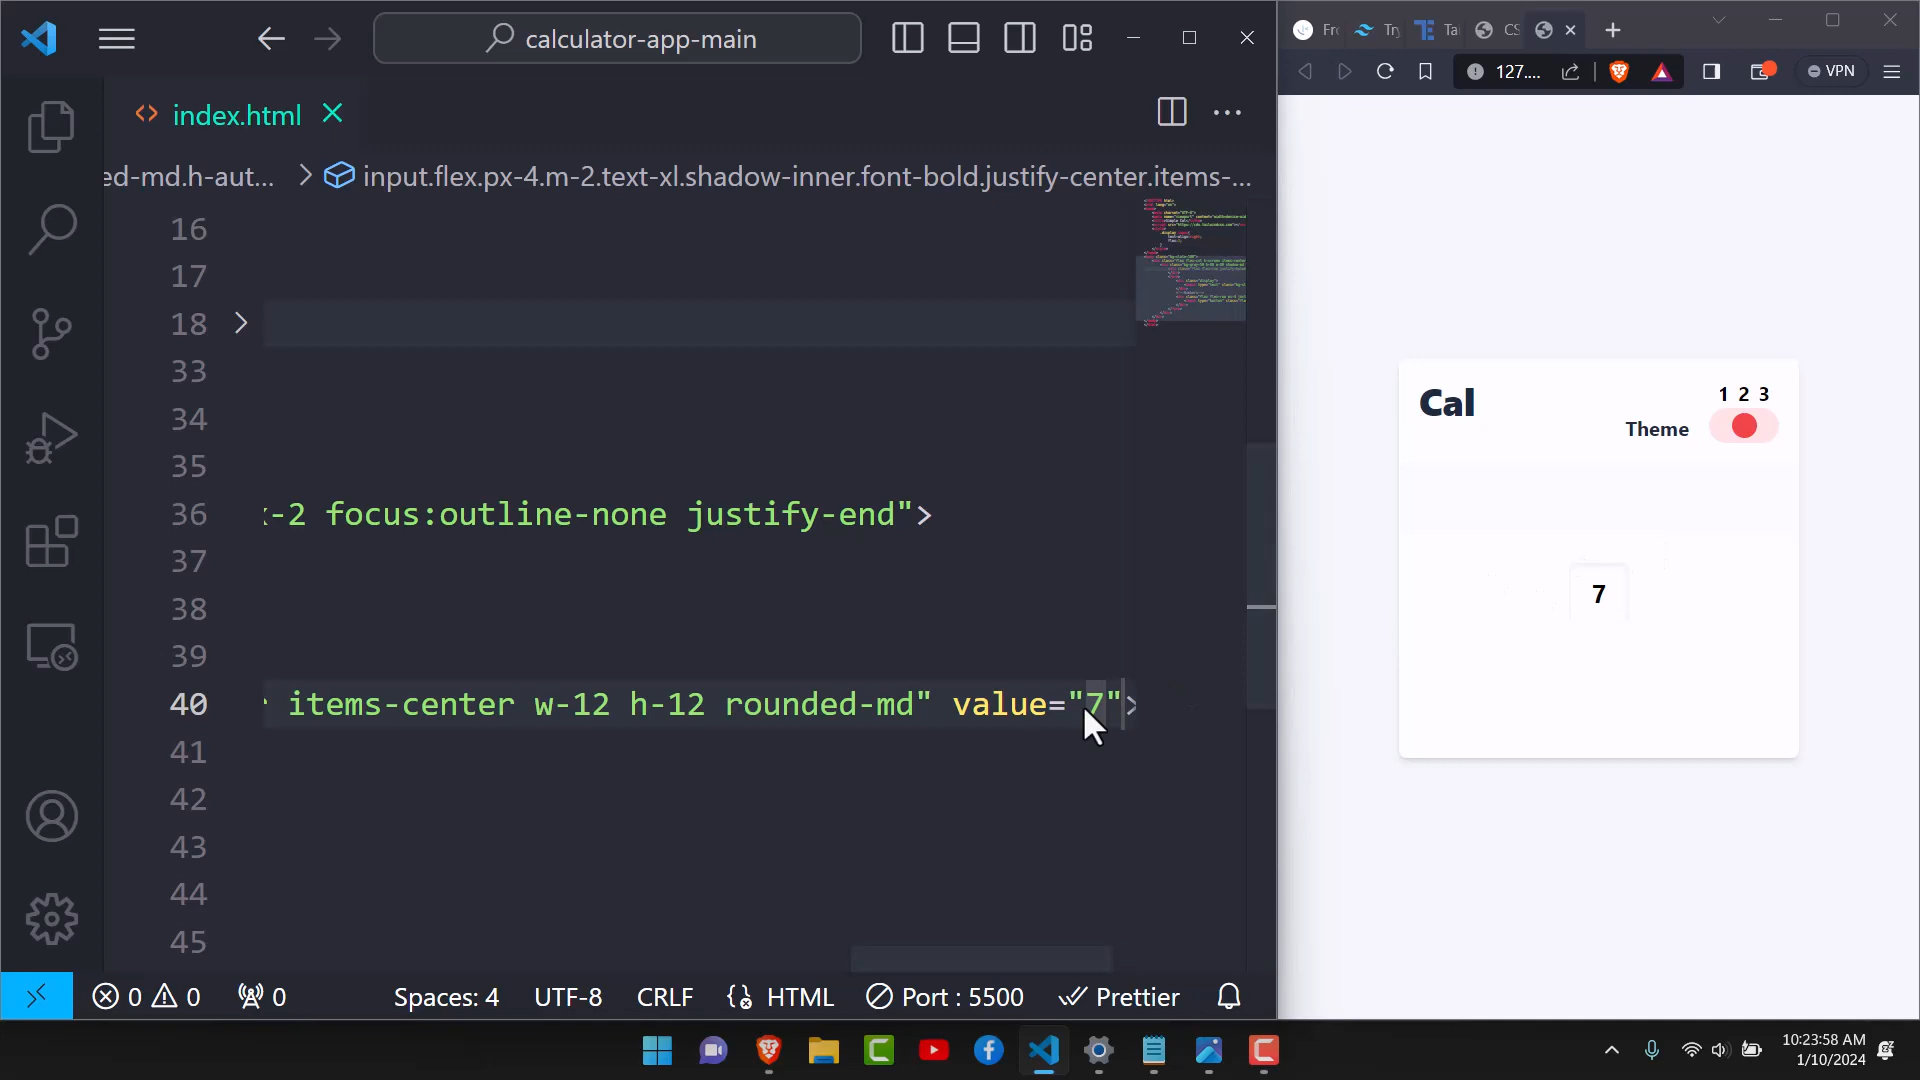 calculator-app-main
index.html
ed-md.h-aut... > input.flex.px-4.m-2.text-xl.shadow-inner.font-bold.justify-center.items-...
16
17
18
33
34
35
36 x-2 focus:outline-none justify-end">
37
38
39
40 r items-center w-12 h-12 rounded-md" value="7">
41
42
43
44
45
0 0 0 Spaces: 4 UTF-8 CRLF HTML Port : 5500 Prettier
Fr Try Tai CS
127.... VPN
Cal
1 2 3
Theme
7
10:23:58 AM
1/10/2024